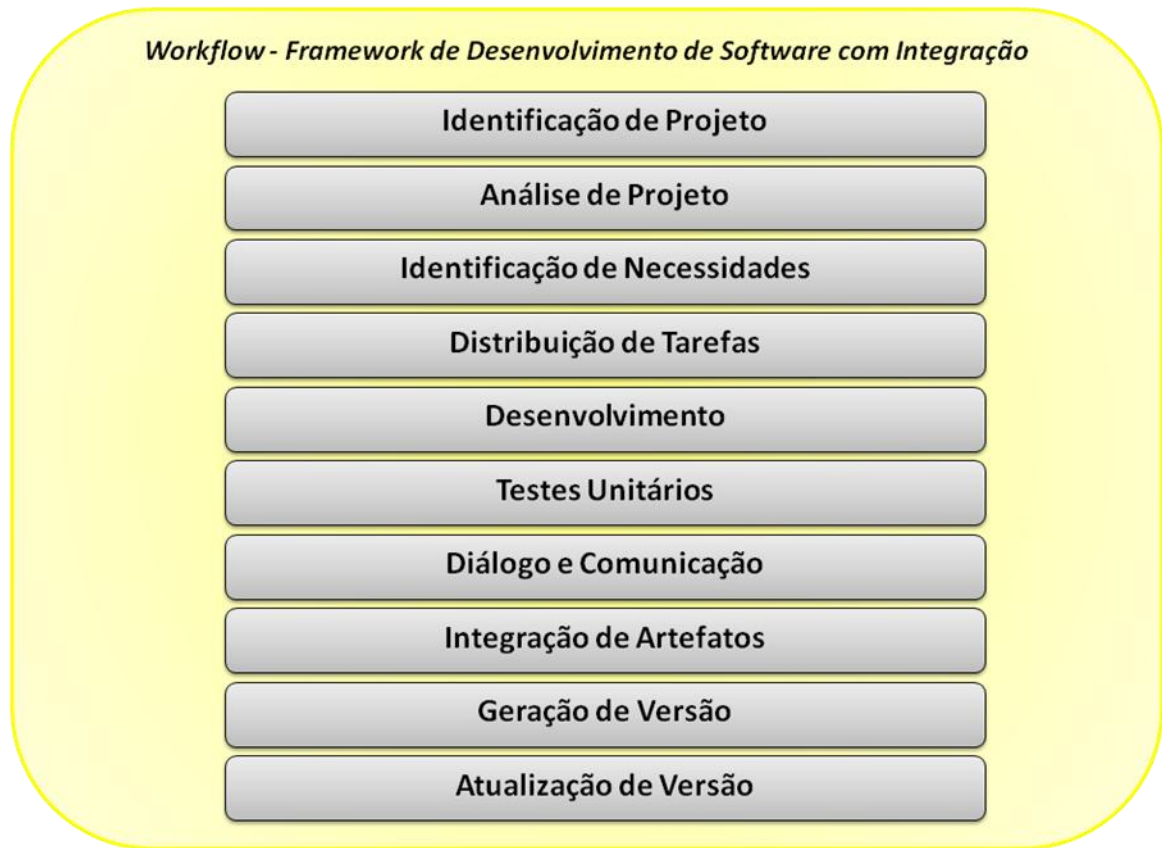 Workflow - Framework de Desenvolvimento de Software com Integração
Identificação de Projeto
Análise de Projeto
Identificação de Necessidades
Distribuição de Tarefas
Desenvolvimento
Testes Unitários
Diálogo e Comunicação
Integração de Artefatos
Geração de Versão
Atualização de Versão